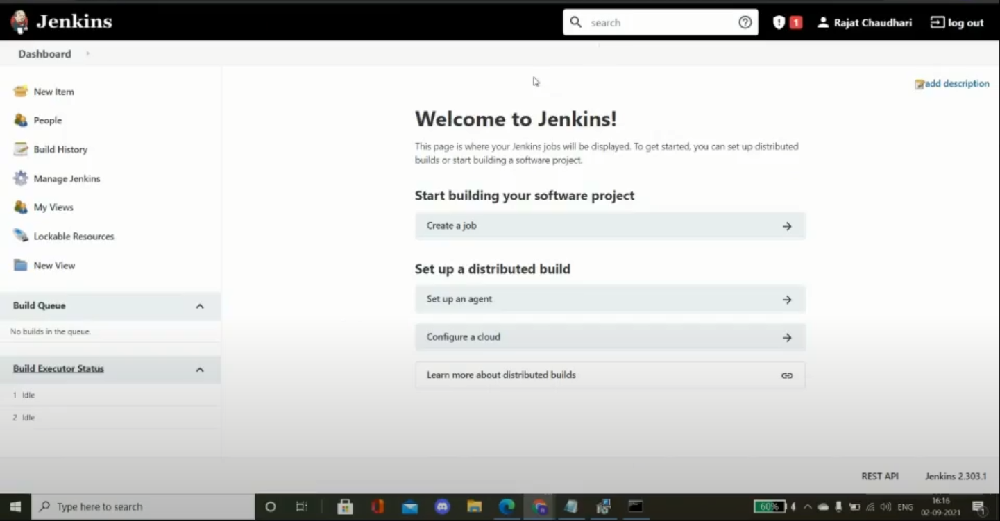 Jenkins
search
1
Rajat Chaudhari
log out
Dashboard
add description
New Item
People
Build History
Manage Jenkins
My Views
Lockable Resources
New View
Build Queue
No builds in the queue.
Build Executor Status
1 Idle
2 Idle
Welcome to Jenkins!
This page is where your Jenkins jobs will be displayed. To get started, you can set up distributed
builds or start building a software project.
Start building your software project
Create a job
Set up a distributed build
Set up an agent
Configure a cloud
Learn more about distributed builds
REST API
Jenkins 2.303.1
Type here to search
60%
ENG
16:16
02-09-2021
1